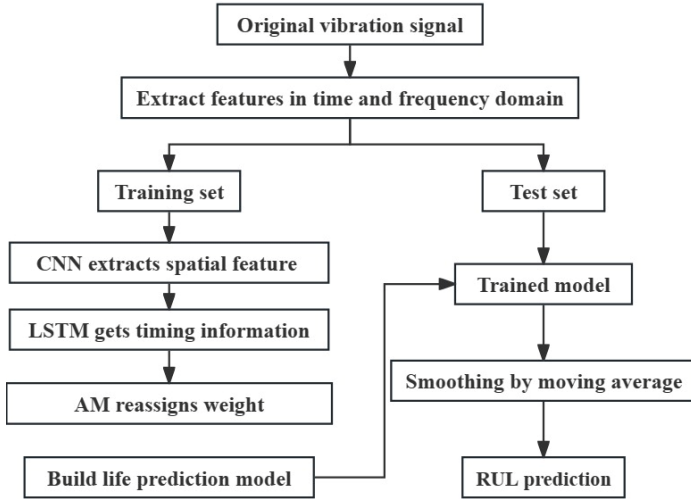 Original vibration signal
Extract features in time and frequency domain
Training set
Test set
CNN extracts spatial feature
Trained model
LSTM gets timing information
AM reassigns weight
Smoothing by moving average
Build life prediction model
RUL prediction